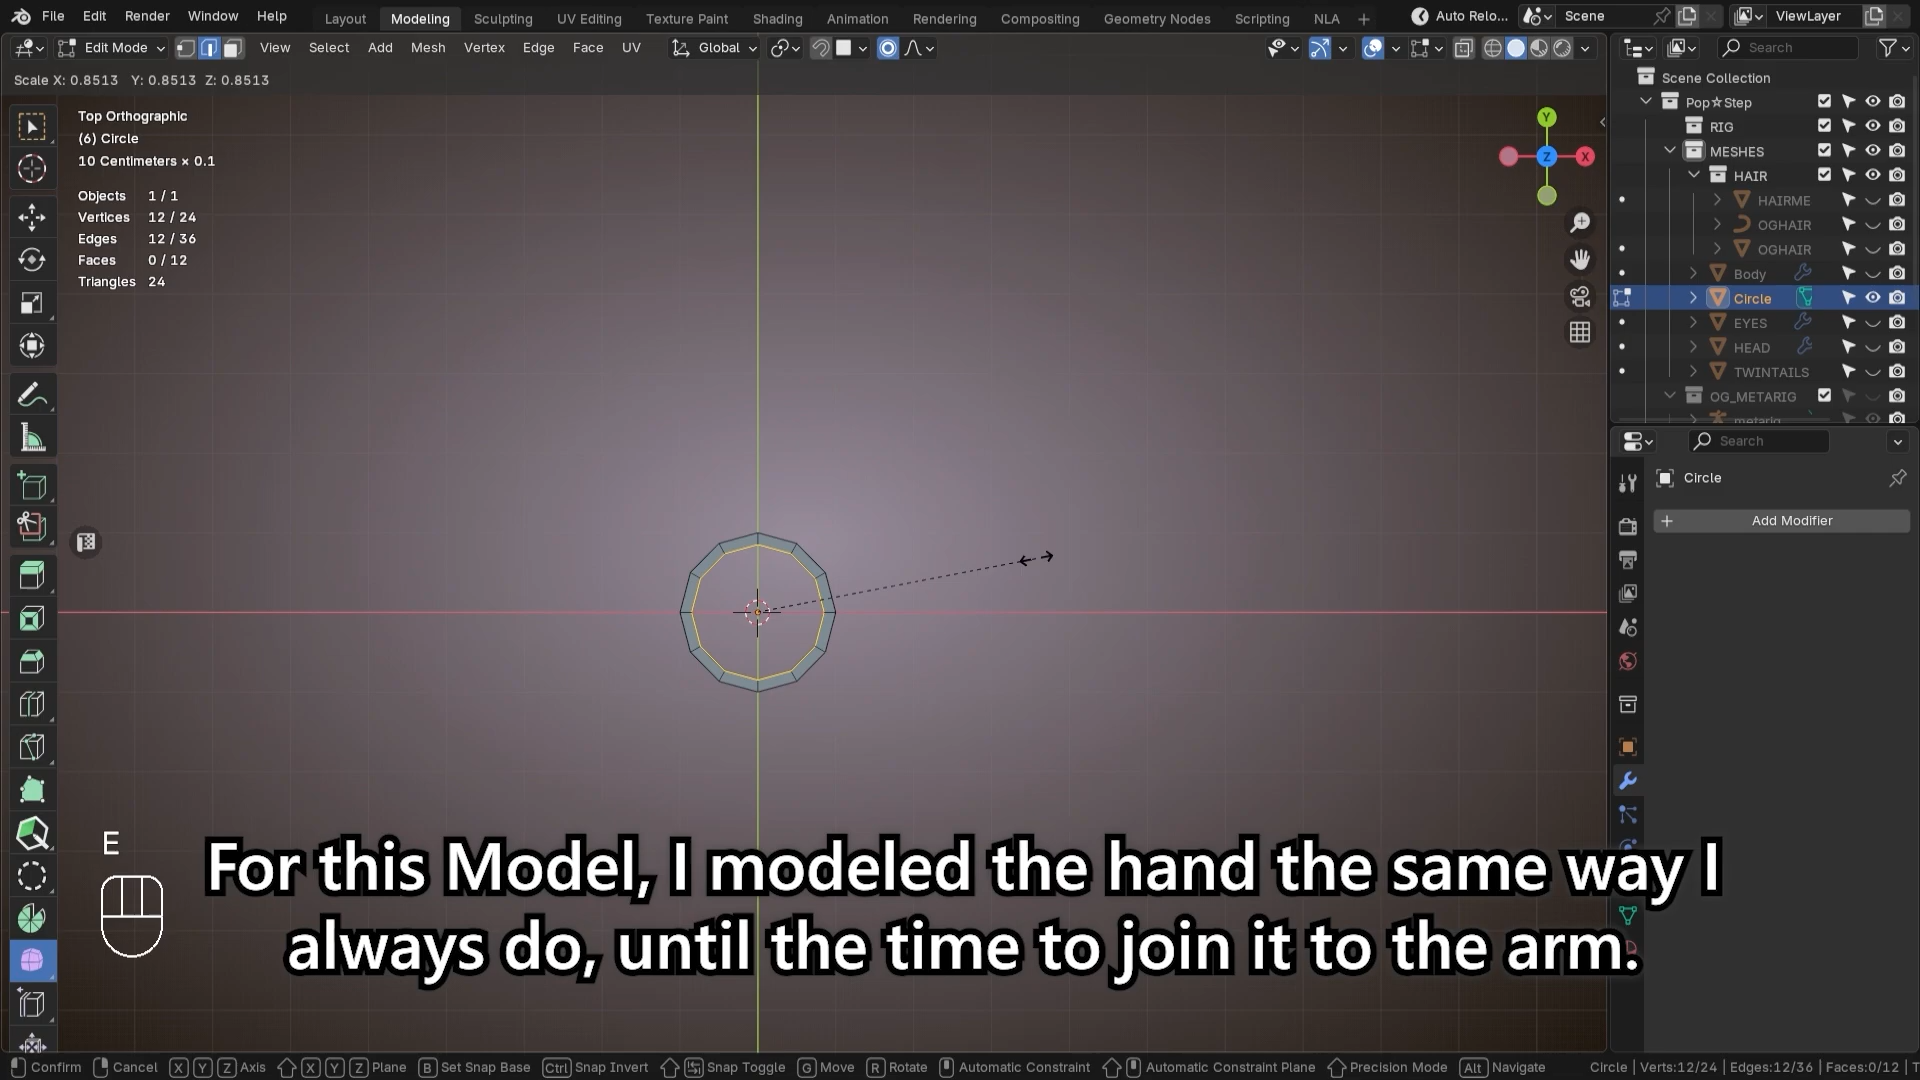 File Edit Render Window Help Layout Modeling Sculpting UV Editing Texture Paint Shading Animation Rendering Compositing Geometry Nodes Scripting NLA + Auto Relo... Scene ViewLayer
Edit Mode View Select Add Mesh Vertex Edge Face UV Global Search
Scale X: 0.8513 Y: 0.8513 Z: 0.8513
Scene Collection
Pop☆Step
RIG
MESHES
HAIR
HAIRME
OGHAIR
OGHAIR
Body
Circle
EYES
HEAD
TWINTAILS
OG_METARIG
metarig
Top Orthographic
(6) Circle
10 Centimeters × 0.1
Objects 1 / 1
Vertices 12 / 24
Edges 12 / 36
Faces 0 / 12
Triangles 24
Y
Z
X
Search
Circle
+ Add Modifier
E
For this Model, I modeled the hand the same way I
always do, until the time to join it to the arm.
Confirm Cancel X Y Z Axis X Y Z Plane B Set Snap Base Ctrl Snap Invert Snap Toggle G Move R Rotate Automatic Constraint Automatic Constraint Plane Precision Mode Alt Navigate Circle | Verts:12/24 | Edges:12/36 | Faces:0/12 | T